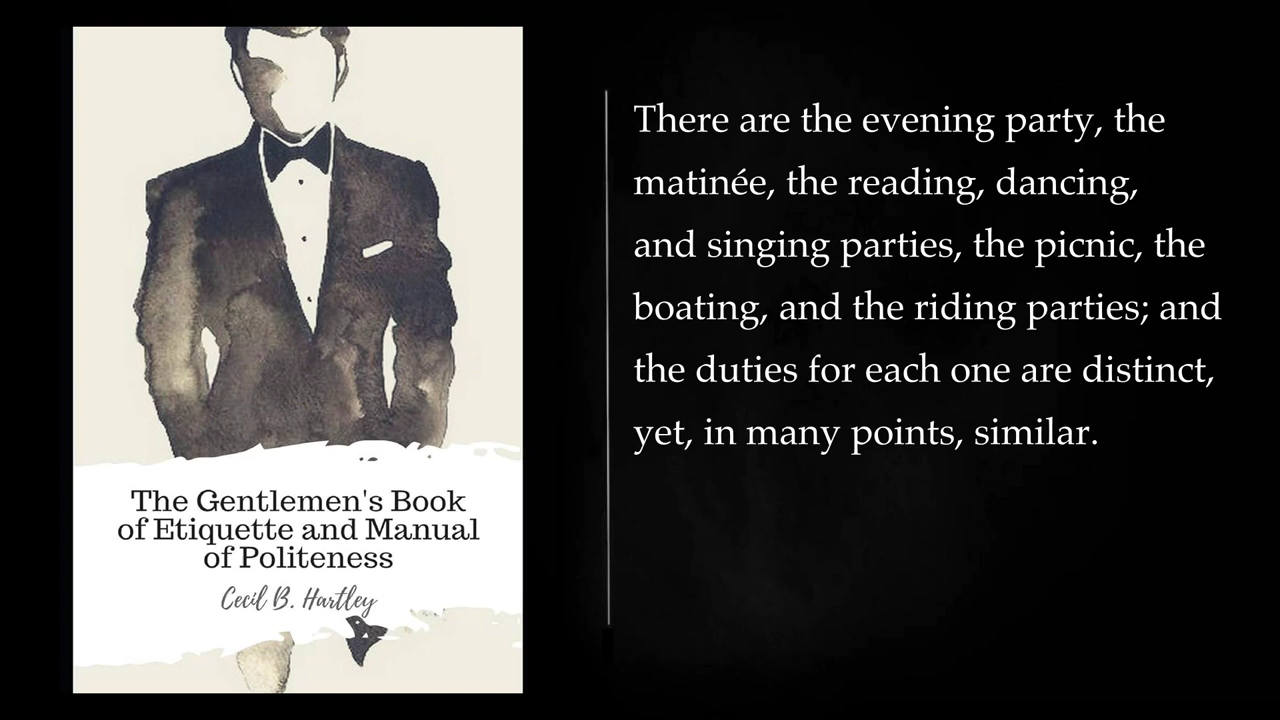 The Gentlemen's Book
of Etiquette and Manual
of Politeness
Cecil B. Hartley
There are the evening party, the
matinée, the reading, dancing,
and singing parties, the picnic, the
boating, and the riding parties; and
the duties for each one are distinct,
yet, in many points, similar.